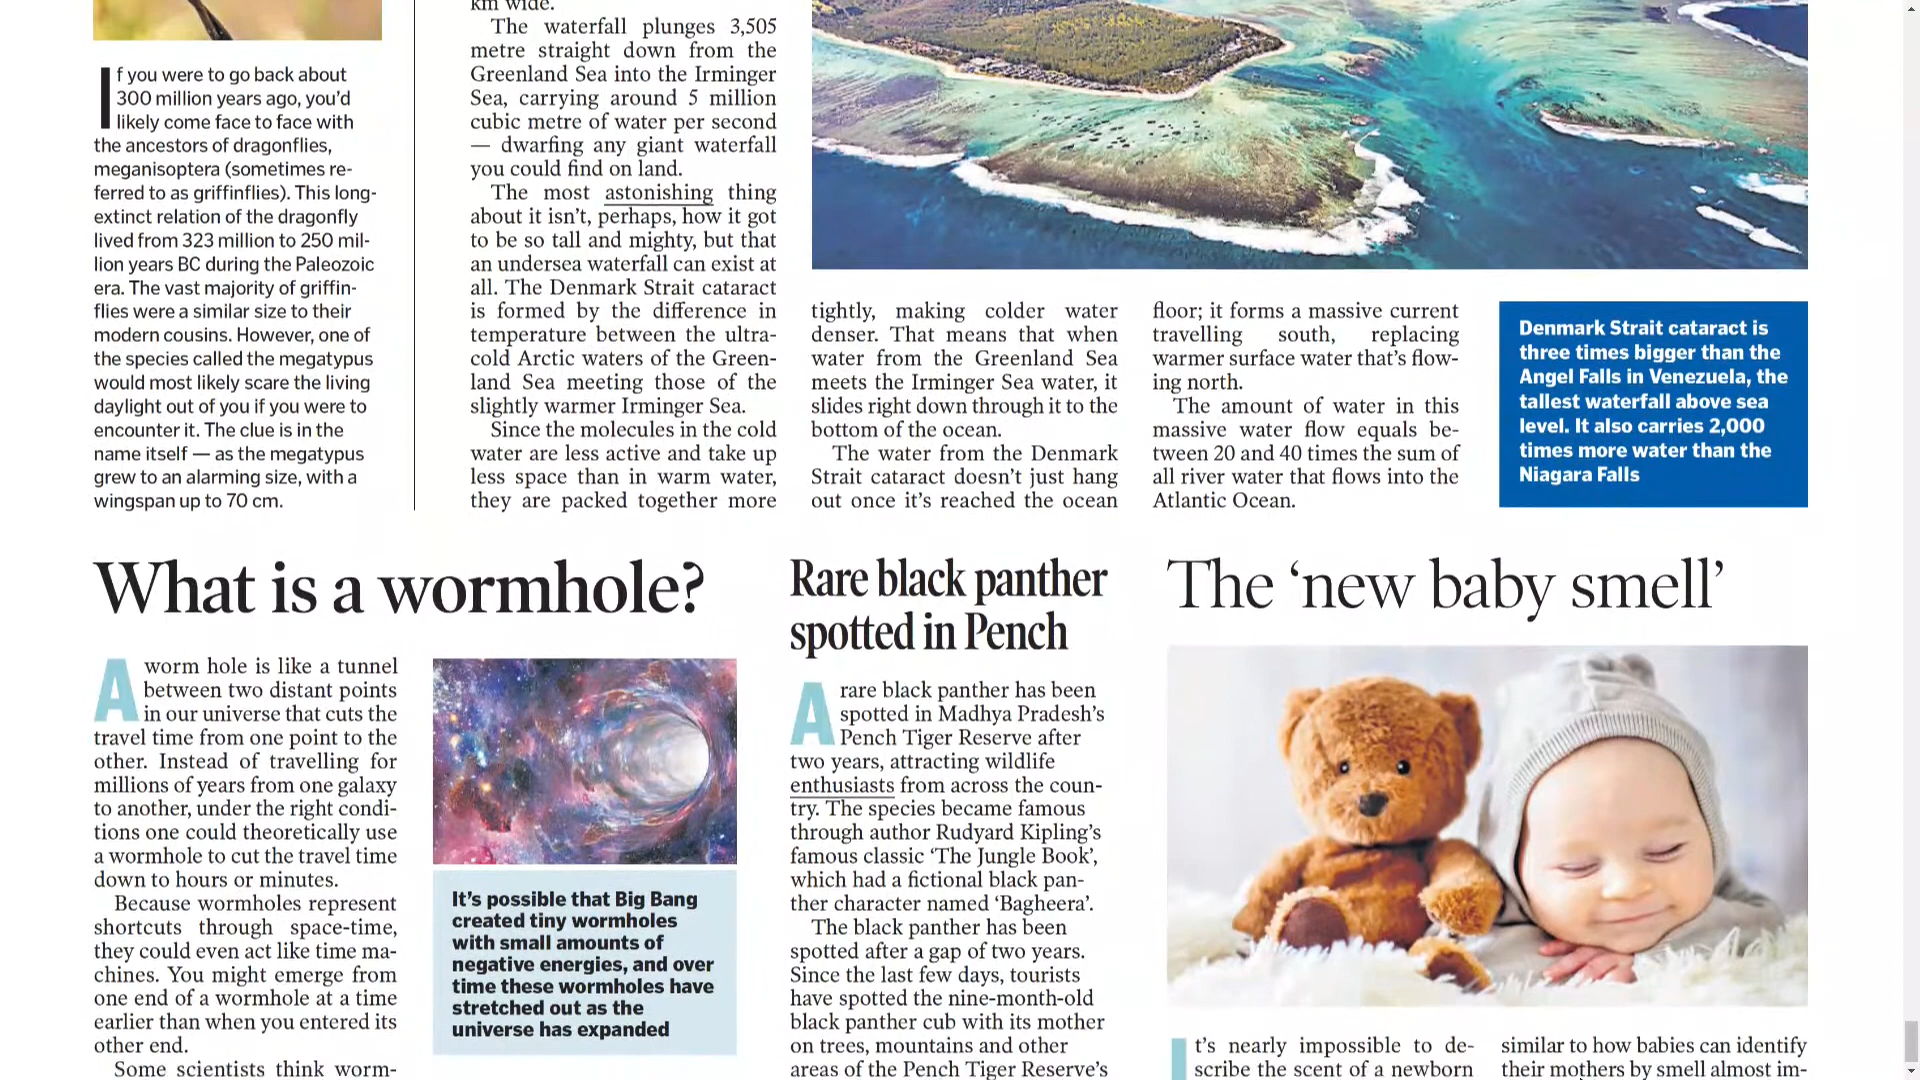 If you were to go back about
300 million years ago, you'd
likely come face to face with
the ancestors of dragonflies,
meganisoptera (sometimes re-
ferred to as griffinflies). This long-
extinct relation of the dragonfly
lived from 323 million to 250 mil-
lion years BC during the Paleozoic
era. The vast majority of griffin-
flies were a similar size to their
modern cousins. However, one of
the species called the megatypus
would most likely scare the living
daylight out of you if you were to
encounter it. The clue is in the
name itself — as the megatypus
grew to an alarming size, with a
wingspan up to 70 cm.
km wide.
The waterfall plunges 3,505
metre straight down from the
Greenland Sea into the Irminger
Sea, carrying around 5 million
cubic metre of water per second
— dwarfing any giant waterfall
you could find on land.
The most astonishing thing
about it isn't, perhaps, how it got
to be so tall and mighty, but that
an undersea waterfall can exist at
all. The Denmark Strait cataract
is formed by the difference in
temperature between the ultra-
cold Arctic waters of the Green-
land Sea meeting those of the
slightly warmer Irminger Sea.
Since the molecules in the cold
water are less active and take up
less space than in warm water,
they are packed together more
tightly, making colder water
denser. That means that when
water from the Greenland Sea
meets the Irminger Sea water, it
slides right down through it to the
bottom of the ocean.
The water from the Denmark
Strait cataract doesn't just hang
out once it's reached the ocean
floor; it forms a massive current
travelling south, replacing
warmer surface water that's flow-
ing north.
The amount of water in this
massive water flow equals be-
tween 20 and 40 times the sum of
all river water that flows into the
Atlantic Ocean.
Denmark Strait cataract is
three times bigger than the
Angel Falls in Venezuela, the
tallest waterfall above sea
level. It also carries 2,000
times more water than the
Niagara Falls
What is a wormhole?
A worm hole is like a tunnel
between two distant points
in our universe that cuts the
travel time from one point to the
other. Instead of travelling for
millions of years from one galaxy
to another, under the right condi-
tions one could theoretically use
a wormhole to cut the travel time
down to hours or minutes.
Because wormholes represent
shortcuts through space-time,
they could even act like time ma-
chines. You might emerge from
one end of a wormhole at a time
earlier than when you entered its
other end.
Some scientists think worm-
It's possible that Big Bang
created tiny wormholes
with small amounts of
negative energies, and over
time these wormholes have
stretched out as the
universe has expanded
Rare black panther
spotted in Pench
A rare black panther has been
spotted in Madhya Pradesh's
Pench Tiger Reserve after
two years, attracting wildlife
enthusiasts from across the coun-
try. The species became famous
through author Rudyard Kipling's
famous classic 'The Jungle Book',
which had a fictional black pan-
ther character named 'Bagheera'.
The black panther has been
spotted after a gap of two years.
Since the last few days, tourists
have spotted the nine-month-old
black panther cub with its mother
on trees, mountains and other
areas of the Pench Tiger Reserve's
The 'new baby smell'
It's nearly impossible to de-
scribe the scent of a newborn
similar to how babies can identify
their mothers by smell almost im-